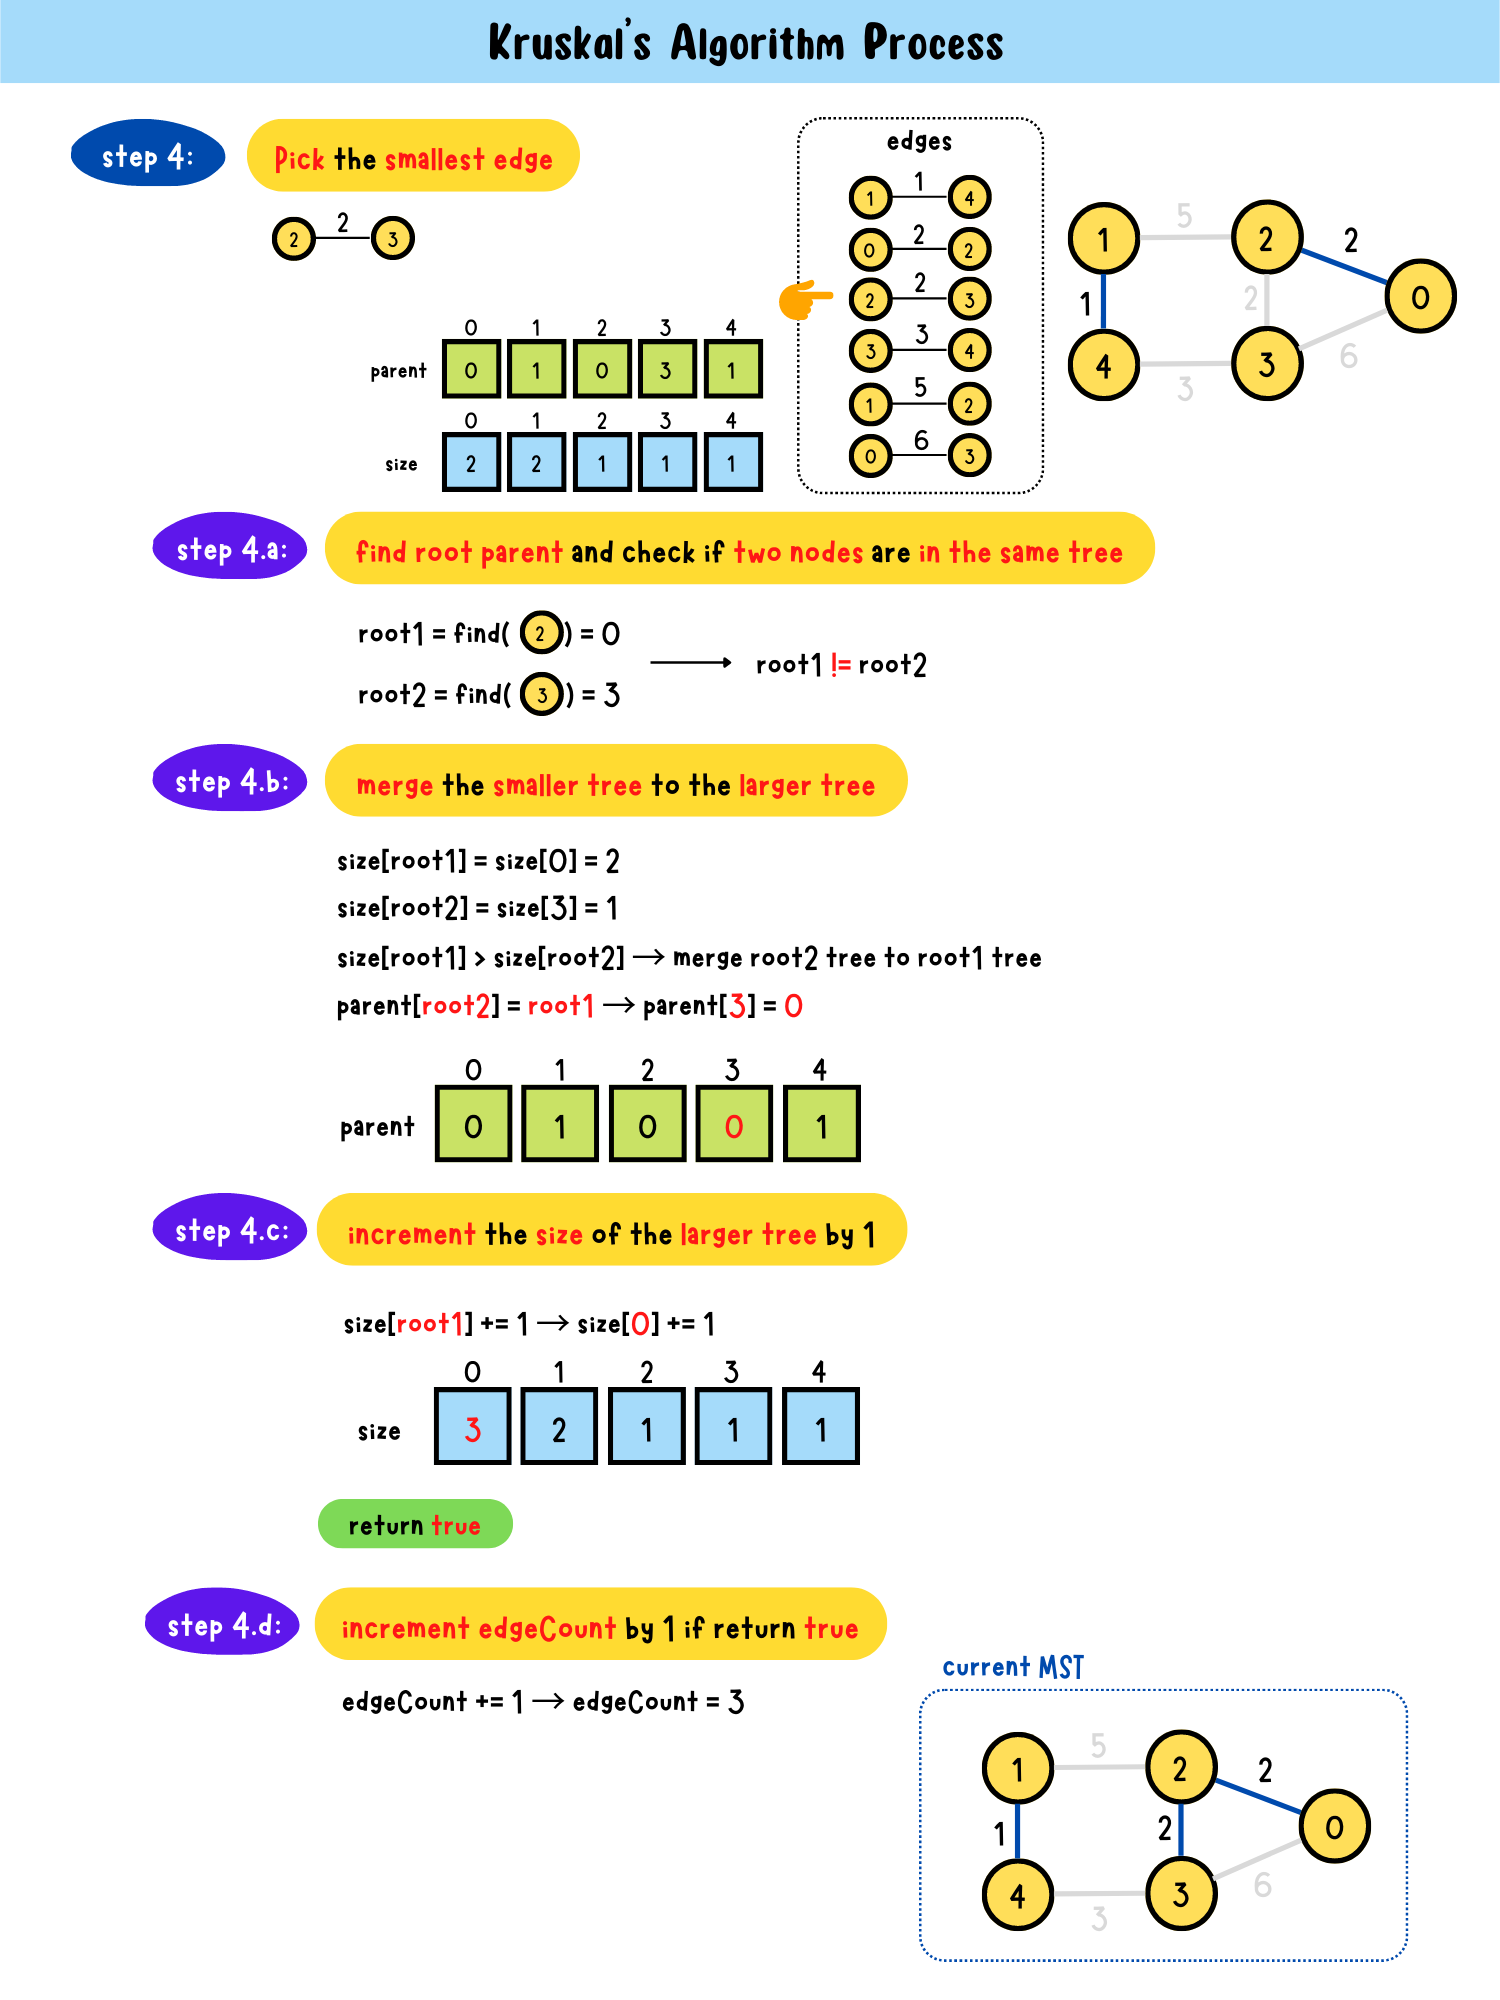 Kruskal's Algorithm Process
step 4:
Pick the smallest edge
2 2 3
edges
1 1 4
0 2 2
2 2 3
3 3 4
1 5 2
0 6 3
1 5 2 2 0
1 2 6
4 3 3
0 1 2 3 4
parent 0 1 0 3 1
0 1 2 3 4
size 2 2 1 1 1
step 4.a:
find root parent and check if two nodes are in the same tree
root1 = find( 2 ) = 0
root1 != root2
root2 = find( 3 ) = 3
step 4.b:
merge the smaller tree to the larger tree
size[root1] = size[0] = 2
size[root2] = size[3] = 1
size[root1] > size[root2] → merge root2 tree to root1 tree
parent[root2] = root1 → parent[3] = 0
0 1 2 3 4
parent 0 1 0 0 1
step 4.c:
increment the size of the larger tree by 1
size[root1] += 1 → size[0] += 1
0 1 2 3 4
size 3 2 1 1 1
return true
step 4.d:
increment edgeCount by 1 if return true
edgeCount += 1 → edgeCount = 3
current MST
1 5 2 2 0
1 2 6
4 3 3